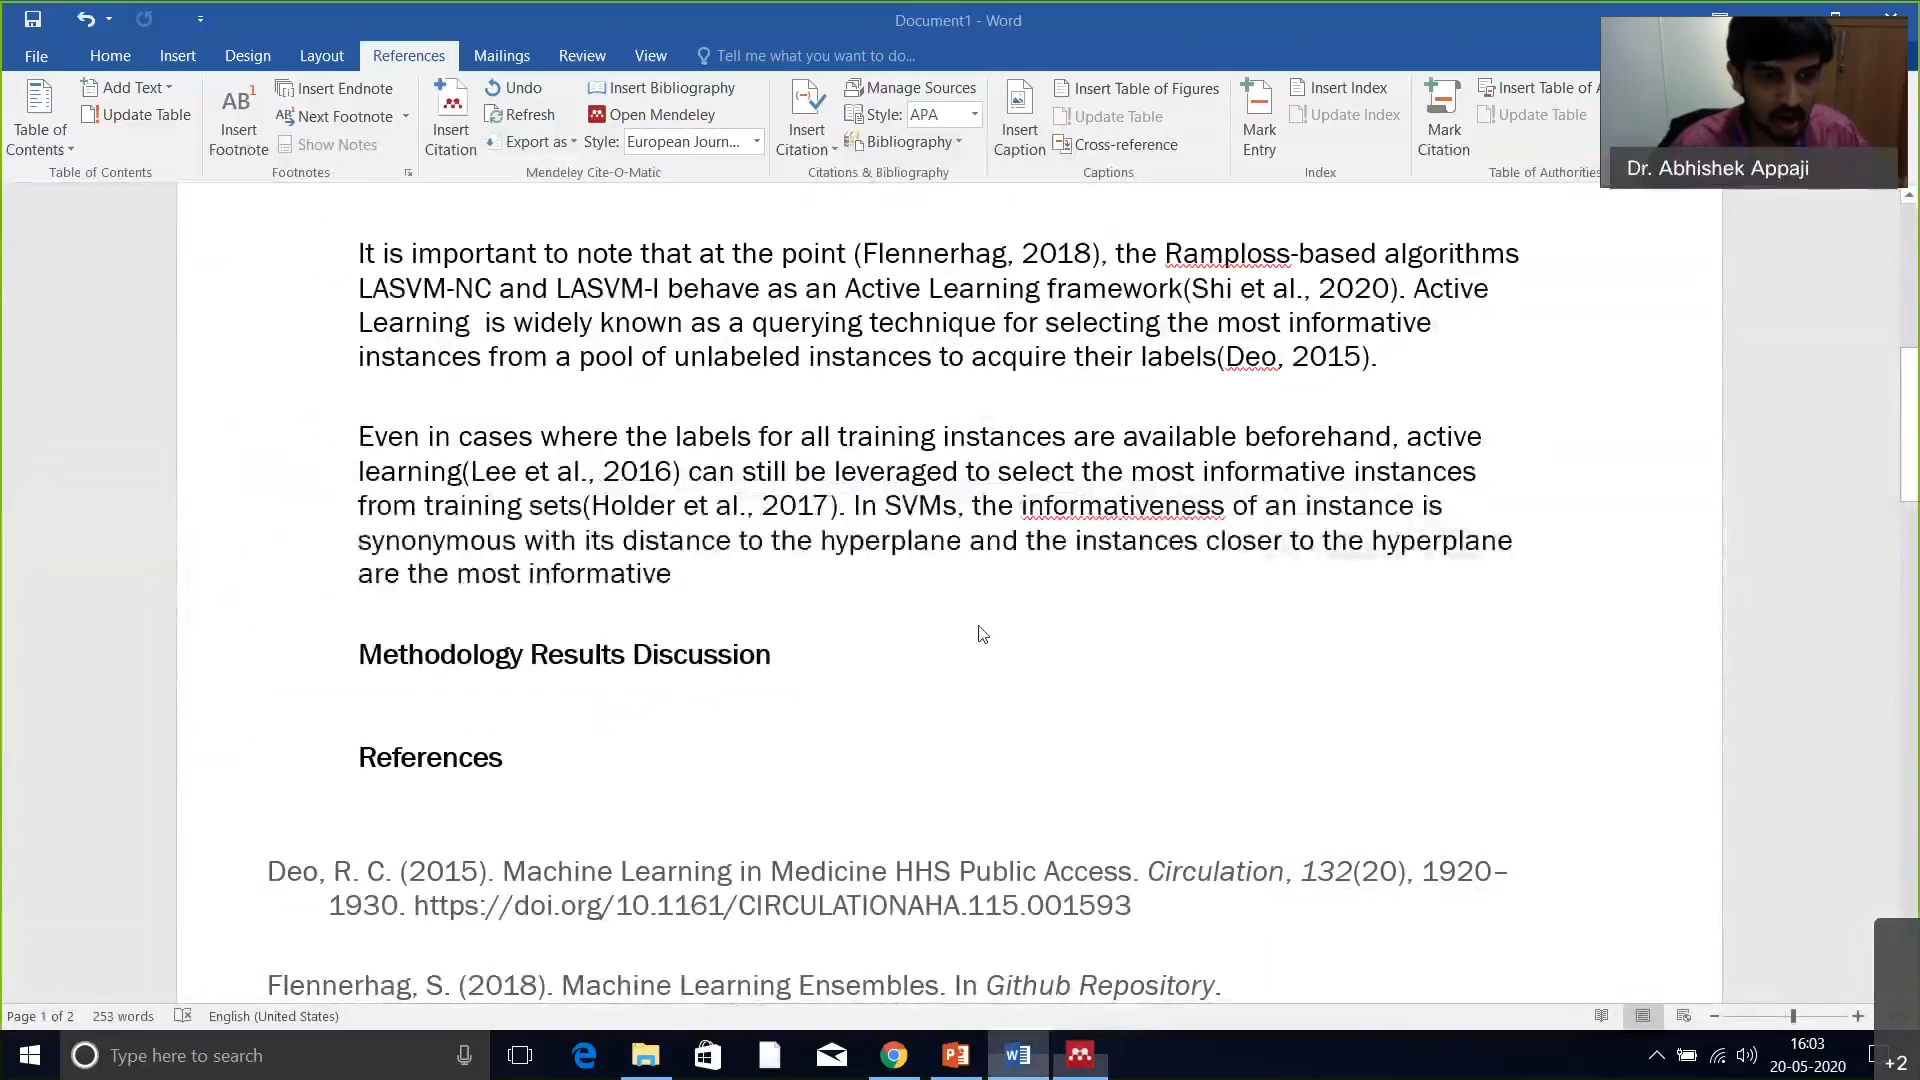 Document1 - Word
File Home Insert Design Layout References Mailings Review View Tell me what you want to do...
Table of Contents
Add Text
Update Table
Table of Contents
AB1
Insert Footnote
Insert Endnote
Next Footnote
Show Notes
Footnotes
Insert Citation
Undo
Refresh
Export as
Insert Bibliography
Open Mendeley
Style: European Journ...
Mendeley Cite-O-Matic
Insert Citation
Manage Sources
Style: APA
Bibliography
Citations & Bibliography
Insert Caption
Insert Table of Figures
Update Table
Cross-reference
Captions
Mark Entry
Insert Index
Update Index
Index
Mark Citation
Insert Table of
Update Table
Table of Authorities
Dr. Abhishek Appaji
It is important to note that at the point (Flennerhag, 2018), the Ramploss-based algorithms
LASVM-NC and LASVM-I behave as an Active Learning framework(Shi et al., 2020). Active
Learning  is widely known as a querying technique for selecting the most informative
instances from a pool of unlabeled instances to acquire their labels(Deo, 2015).
Even in cases where the labels for all training instances are available beforehand, active
learning(Lee et al., 2016) can still be leveraged to select the most informative instances
from training sets(Holder et al., 2017). In SVMs, the informativeness of an instance is
synonymous with its distance to the hyperplane and the instances closer to the hyperplane
are the most informative
Methodology Results Discussion
References
Deo, R. C. (2015). Machine Learning in Medicine HHS Public Access. Circulation, 132(20), 1920–
1930. https://doi.org/10.1161/CIRCULATIONAHA.115.001593
Flennerhag, S. (2018). Machine Learning Ensembles. In Github Repository.
Page 1 of 2 253 words English (United States)
Type here to search
16:03
20-05-2020
+2